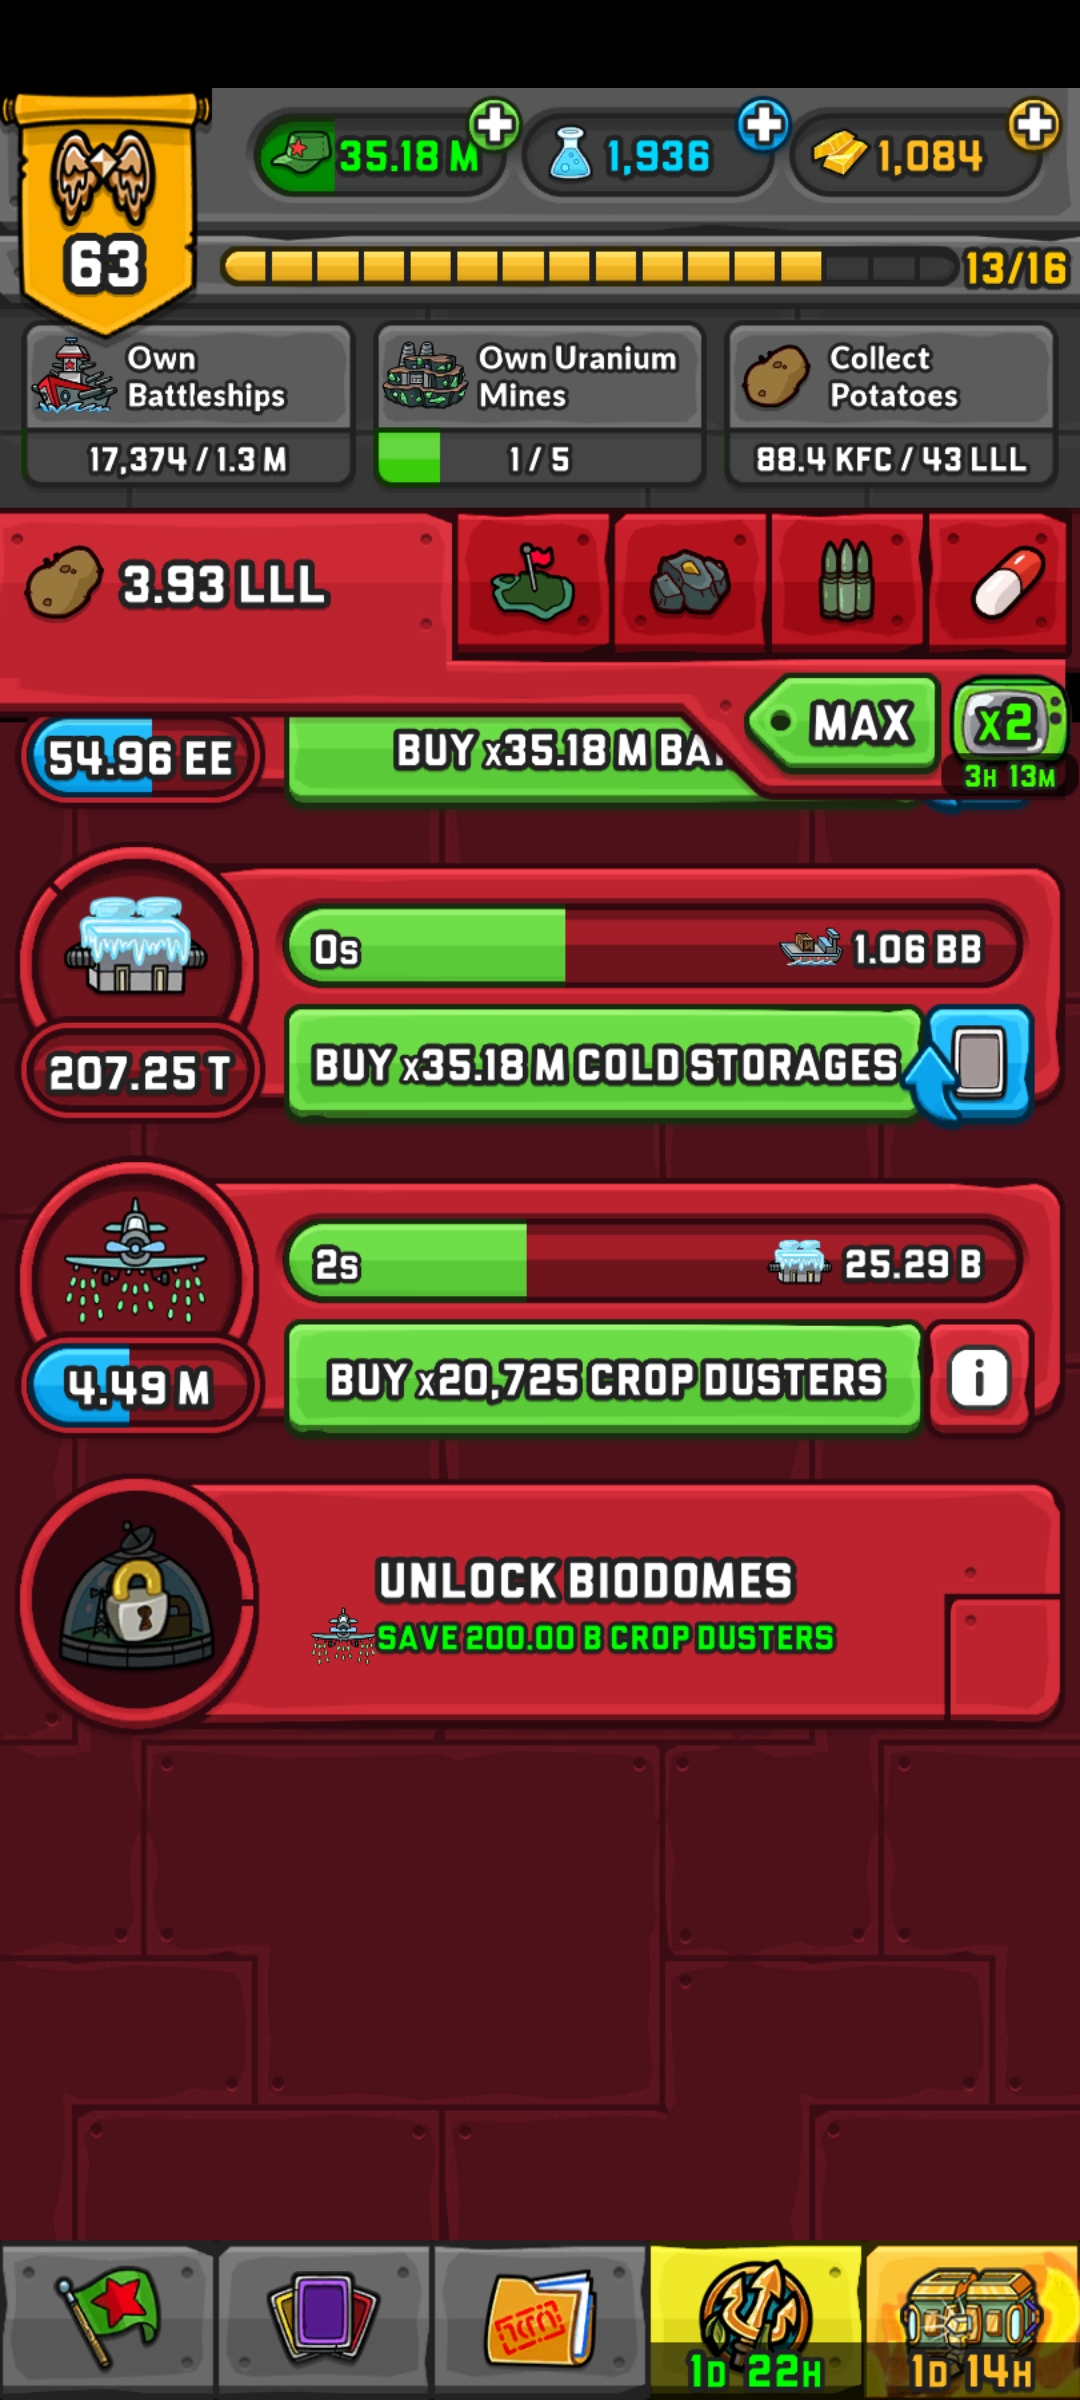 35.18 M
1,936
1,084
63
13/16
Own
Battleships
17,374 / 1.3 M
Own Uranium
Mines
1 / 5
Collect
Potatoes
88.4 KFC / 43 LLL
3.93 LLL
MAX
x2
3H 13M
54.96 EE
BUY x35.18 M
0s
1.06 BB
207.25 T
BUY x35.18 M COLD STORAGES
2s
25.29 B
4.49 M
BUY x20,725 CROP DUSTERS
i
UNLOCK BIODOMES
SAVE 200.00 B CROP DUSTERS
1D 22H
1D 14H